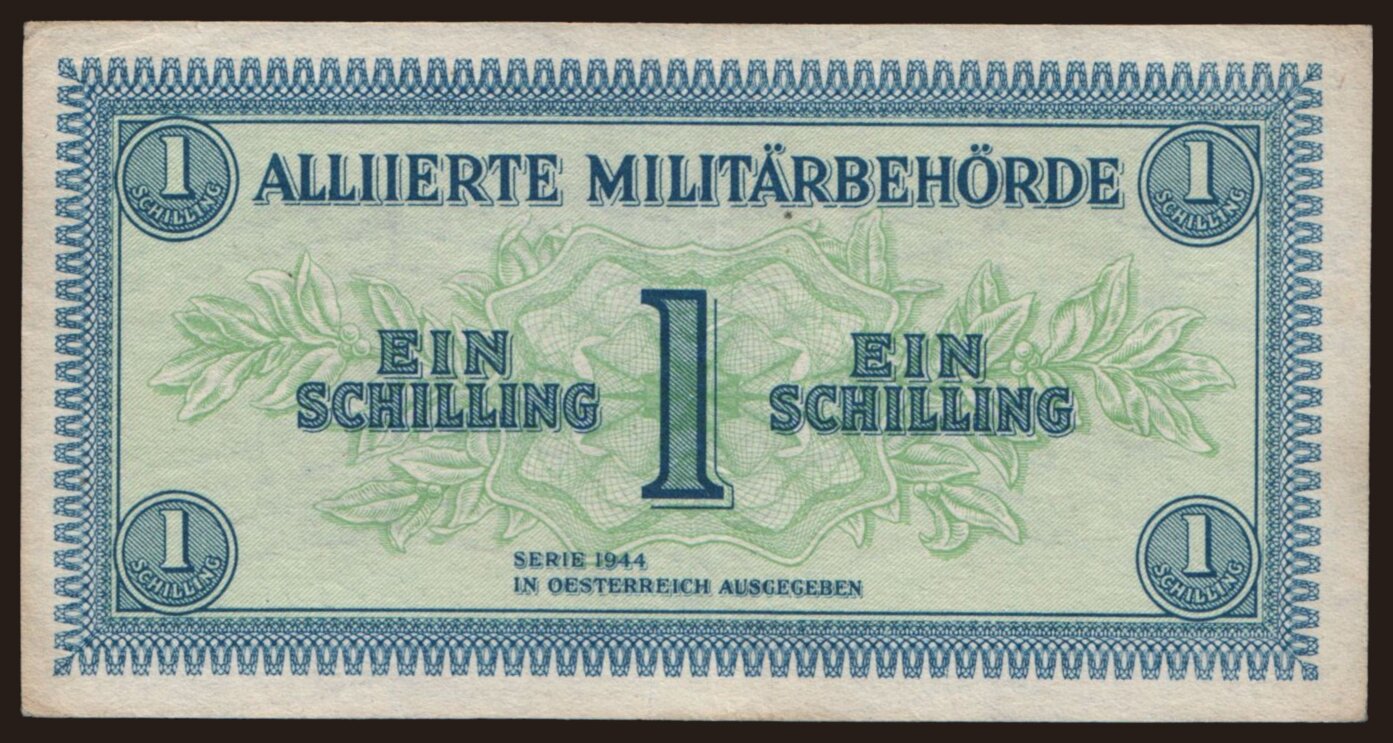 1 SCHILLING
ALLIIERTE MILITÄRBEHÖRDE
1 SCHILLING
EIN
SCHILLING
1
EIN
SCHILLING
1 SCHILLING
SERIE 1944
IN OESTERREICH AUSGEGEBEN
1 SCHILLING